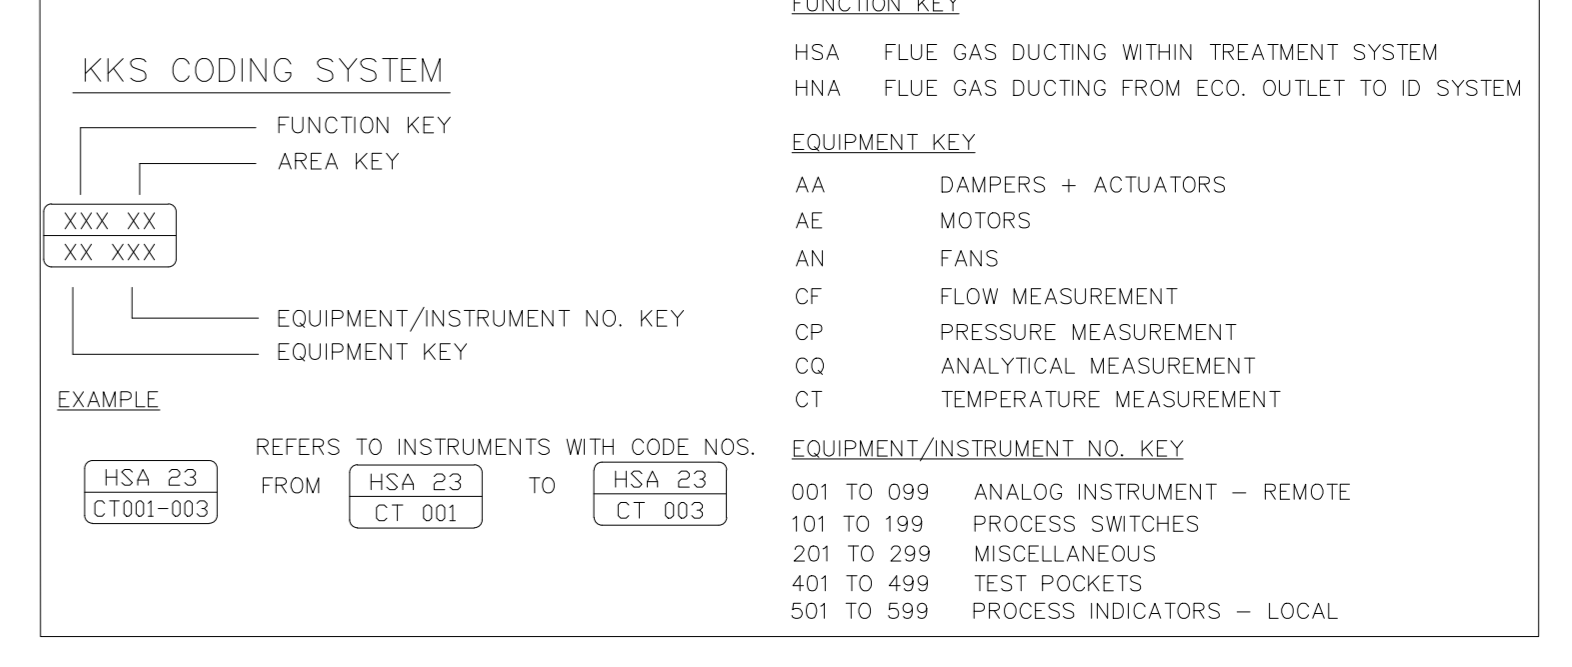 KKS CODING SYSTEM
FUNCTION KEY
AREA KEY
XXX XX
XX XXX
EQUIPMENT/INSTRUMENT NO. KEY
EQUIPMENT KEY
EXAMPLE
HSA 23
CT001-003
REFERS TO INSTRUMENTS WITH CODE NOS.
FROM
HSA 23
CT 001
TO
HSA 23
CT 003
FUNCTION KEY
HSA FLUE GAS DUCTING WITHIN TREATMENT SYSTEM
HNA FLUE GAS DUCTING FROM ECO. OUTLET TO ID SYSTEM
EQUIPMENT KEY
AA DAMPERS + ACTUATORS
AE MOTORS
AN FANS
CF FLOW MEASUREMENT
CP PRESSURE MEASUREMENT
CQ ANALYTICAL MEASUREMENT
CT TEMPERATURE MEASUREMENT
EQUIPMENT/INSTRUMENT NO. KEY
001 TO 099 ANALOG INSTRUMENT – REMOTE
101 TO 199 PROCESS SWITCHES
201 TO 299 MISCELLANEOUS
401 TO 499 TEST POCKETS
501 TO 599 PROCESS INDICATORS – LOCAL